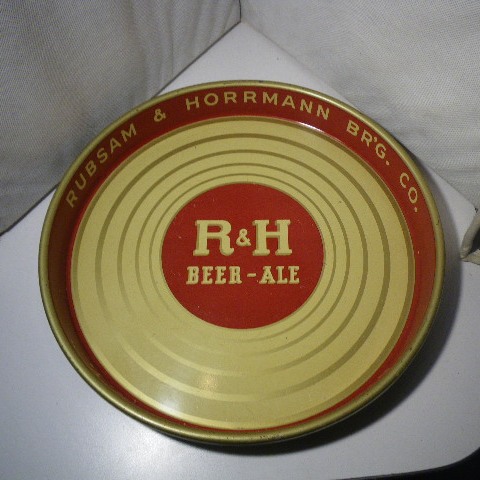 RUBSAM & HORRMANN BR'G. CO.
R&H
BEER-ALE